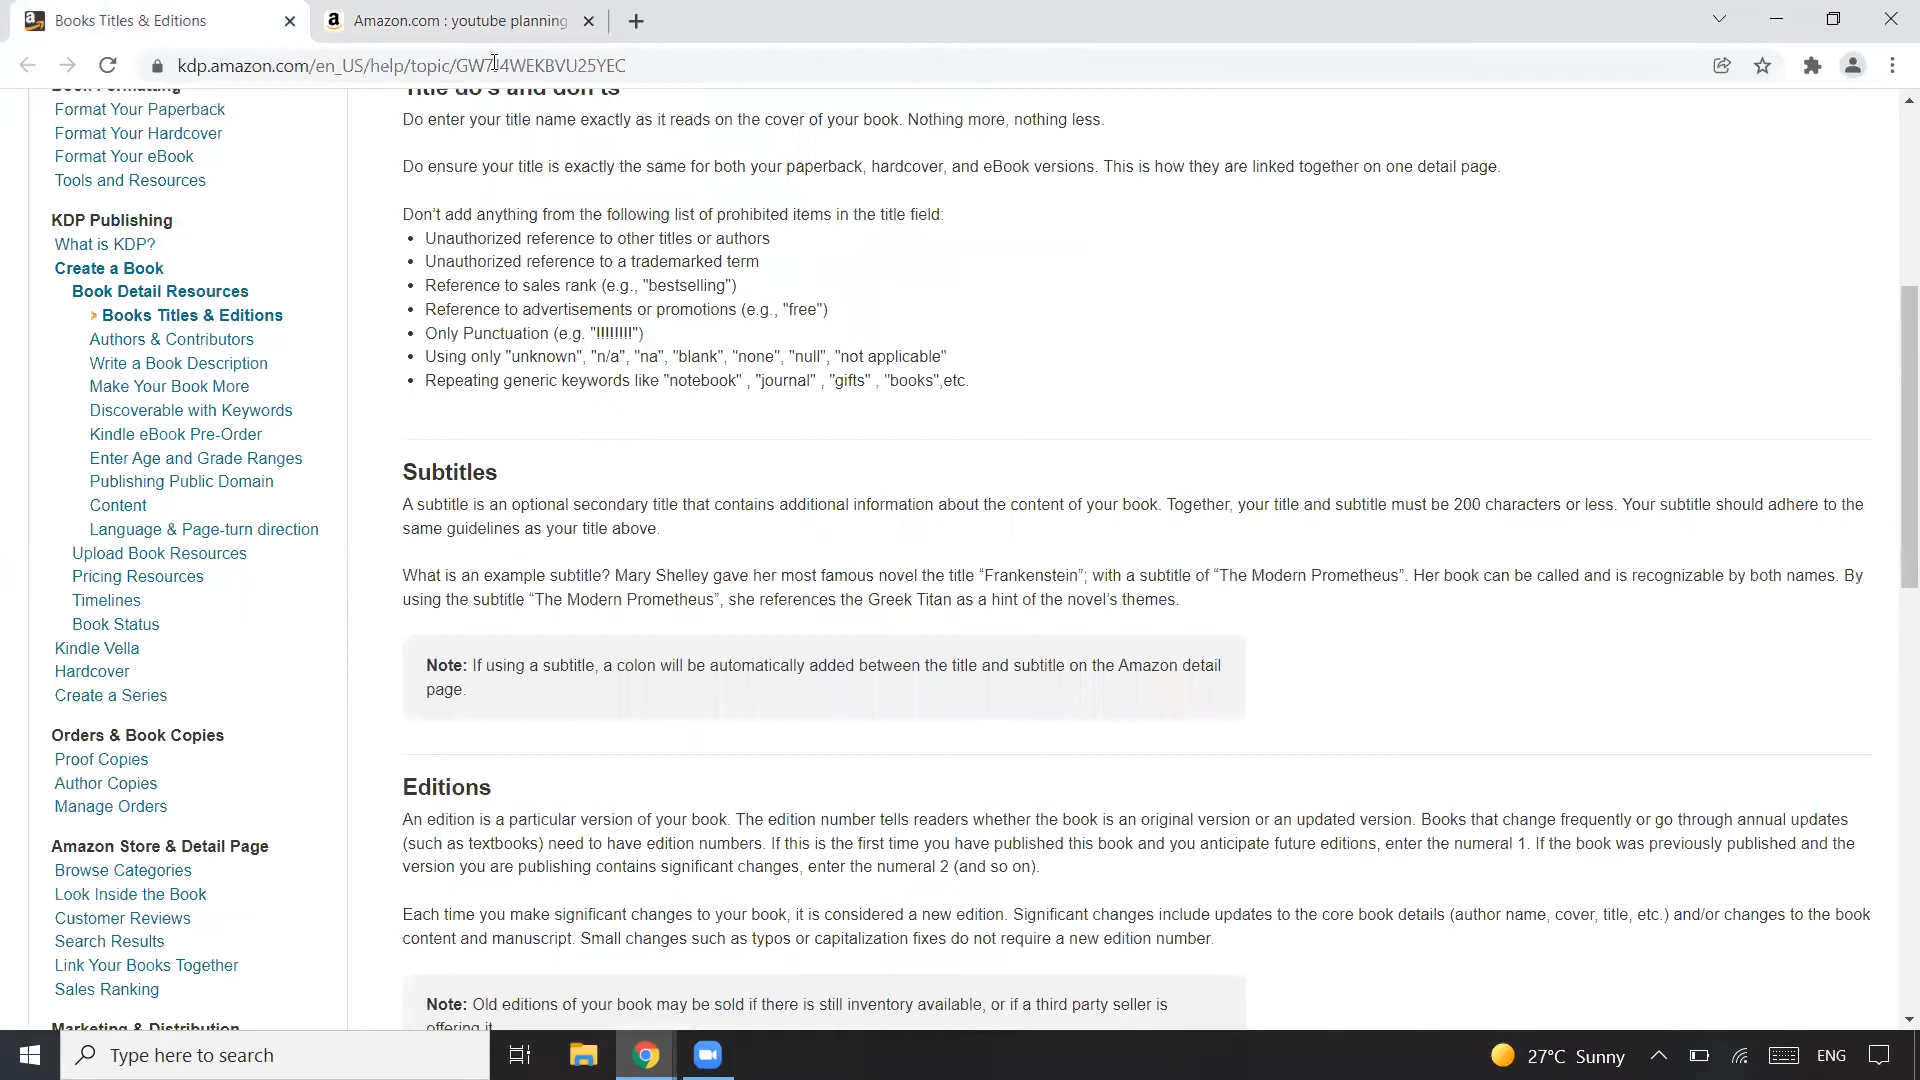 Books Titles & Editions
Amazon.com : youtube planning
kdp.amazon.com/en_US/help/topic/GW7J4WEKBVU25YEC
Book Formatting
Format Your Paperback
Format Your Hardcover
Format Your eBook
Tools and Resources
KDP Publishing
What is KDP?
Create a Book
Book Detail Resources
> Books Titles & Editions
Authors & Contributors
Write a Book Description
Make Your Book More
Discoverable with Keywords
Kindle eBook Pre-Order
Enter Age and Grade Ranges
Publishing Public Domain
Content
Language & Page-turn direction
Upload Book Resources
Pricing Resources
Timelines
Book Status
Kindle Vella
Hardcover
Create a Series
Orders & Book Copies
Proof Copies
Author Copies
Manage Orders
Amazon Store & Detail Page
Browse Categories
Look Inside the Book
Customer Reviews
Search Results
Link Your Books Together
Sales Ranking
Marketing & Distribution
Title do's and don'ts
Do enter your title name exactly as it reads on the cover of your book. Nothing more, nothing less.
Do ensure your title is exactly the same for both your paperback, hardcover, and eBook versions. This is how they are linked together on one detail page.
Don’t add anything from the following list of prohibited items in the title field:
• Unauthorized reference to other titles or authors
• Unauthorized reference to a trademarked term
• Reference to sales rank (e.g., "bestselling")
• Reference to advertisements or promotions (e.g., "free")
• Only Punctuation (e.g. "!!!!!!!!")
• Using only "unknown", "n/a", "na", "blank", "none", "null", "not applicable"
• Repeating generic keywords like "notebook" , "journal" , "gifts" , "books",etc.
Subtitles
A subtitle is an optional secondary title that contains additional information about the content of your book. Together, your title and subtitle must be 200 characters or less. Your subtitle should adhere to the
same guidelines as your title above.
What is an example subtitle? Mary Shelley gave her most famous novel the title “Frankenstein”; with a subtitle of “The Modern Prometheus”. Her book can be called and is recognizable by both names. By
using the subtitle “The Modern Prometheus”, she references the Greek Titan as a hint of the novel’s themes.
Note: If using a subtitle, a colon will be automatically added between the title and subtitle on the Amazon detail
page.
Editions
An edition is a particular version of your book. The edition number tells readers whether the book is an original version or an updated version. Books that change frequently or go through annual updates
(such as textbooks) need to have edition numbers. If this is the first time you have published this book and you anticipate future editions, enter the numeral 1. If the book was previously published and the
version you are publishing contains significant changes, enter the numeral 2 (and so on).
Each time you make significant changes to your book, it is considered a new edition. Significant changes include updates to the core book details (author name, cover, title, etc.) and/or changes to the book
content and manuscript. Small changes such as typos or capitalization fixes do not require a new edition number.
Note: Old editions of your book may be sold if there is still inventory available, or if a third party seller is
offering it
Type here to search
27°C Sunny
ENG